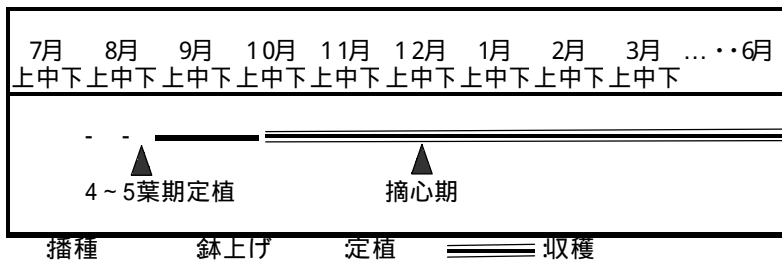 7月 8月 9月 10月 11月 12月 1月 2月 3月 …‥6月
上中下上中下上中下上中下上中下上中下上中下上中下上中下
4～5葉期定植 摘心期
:播種 :鉢上げ :定植 :収穫